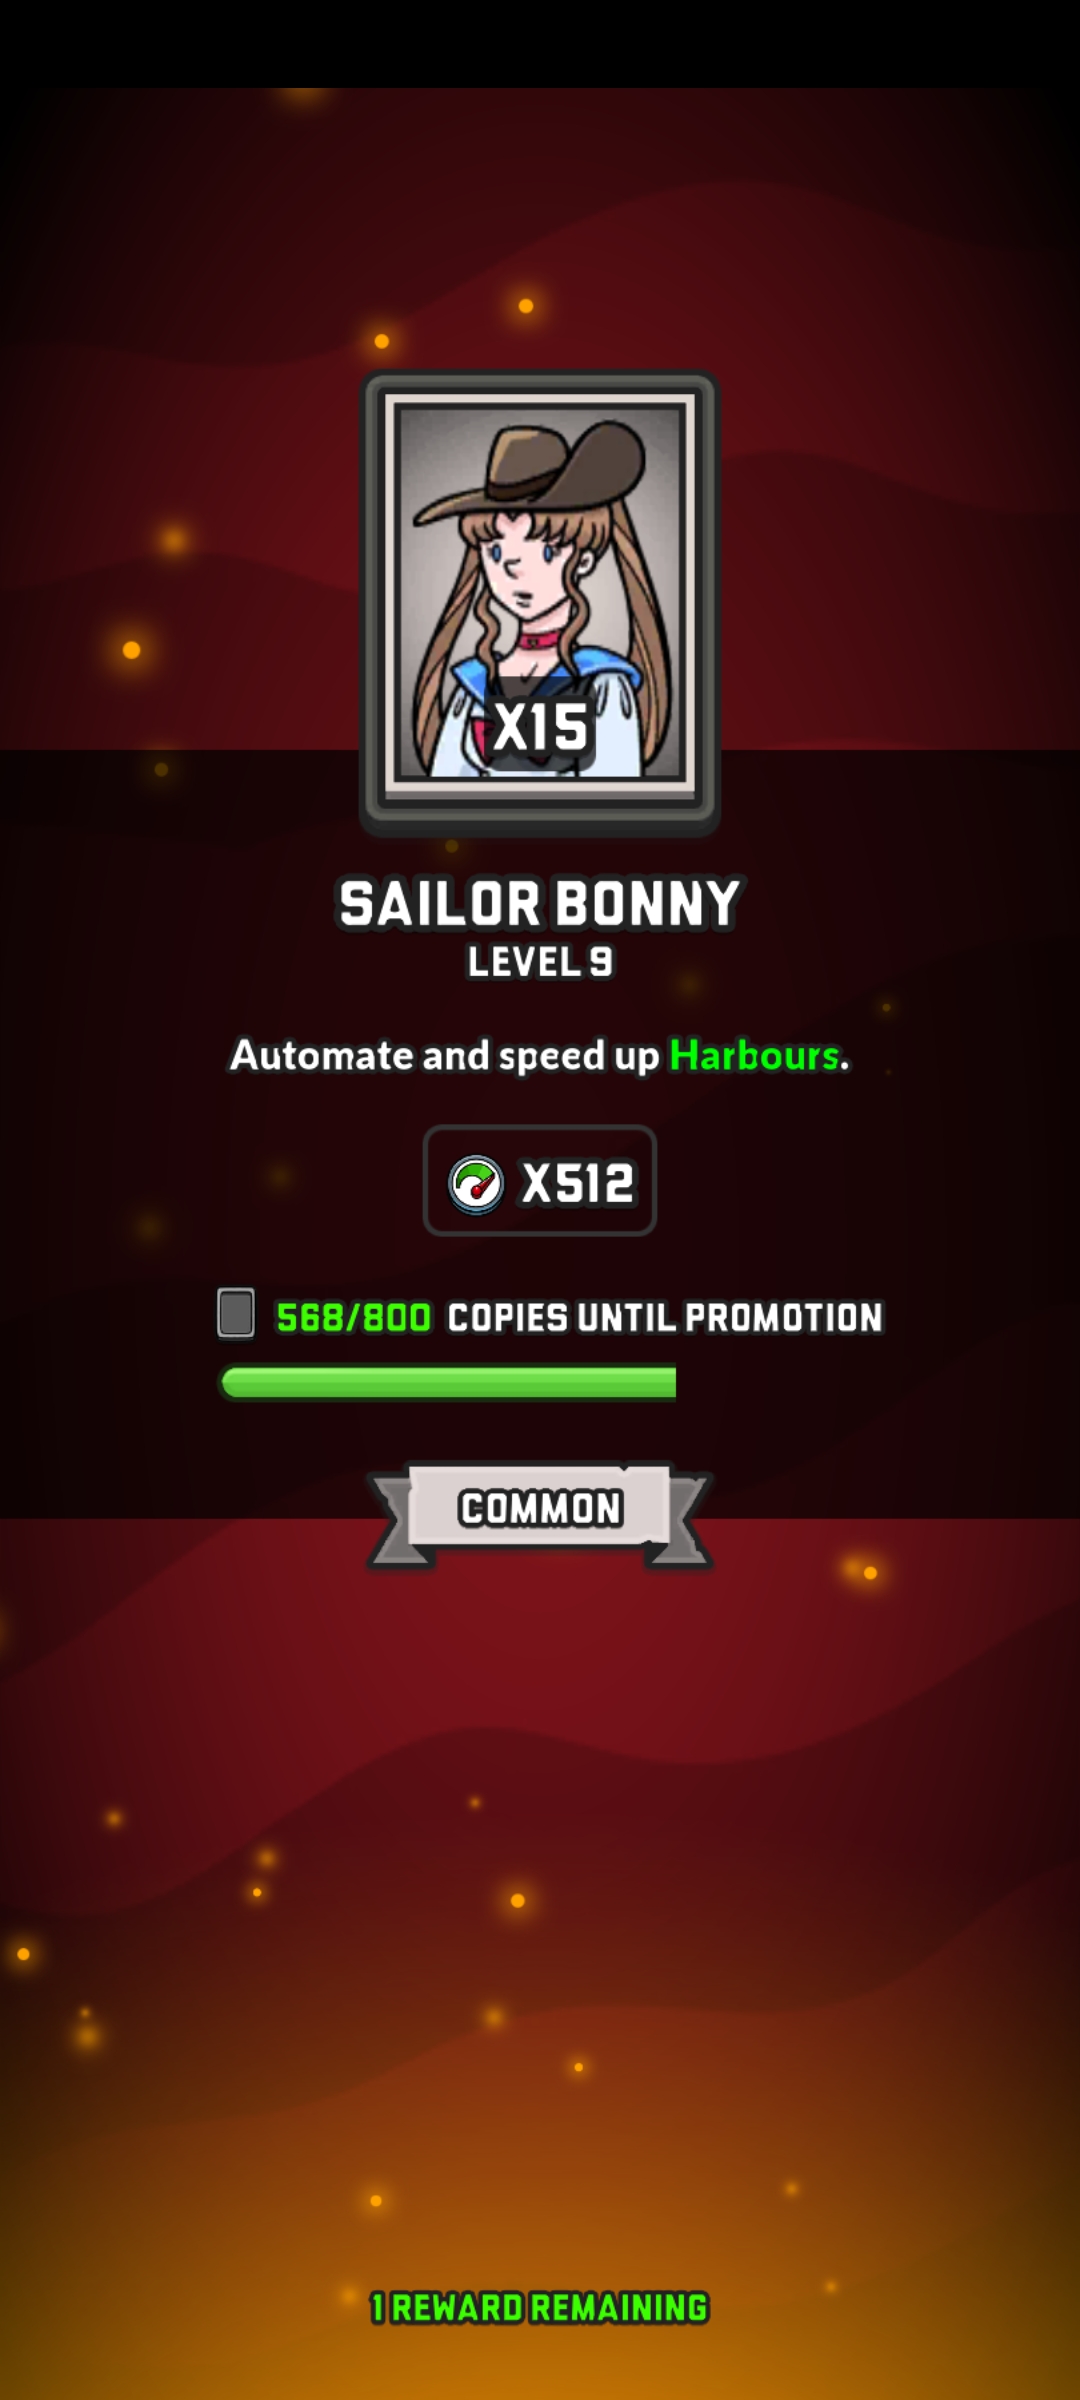 X15
SAILOR BONNY
LEVEL 9
Automate and speed up Harbours.
X512
568/800 COPIES UNTIL PROMOTION
COMMON
1 REWARD REMAINING